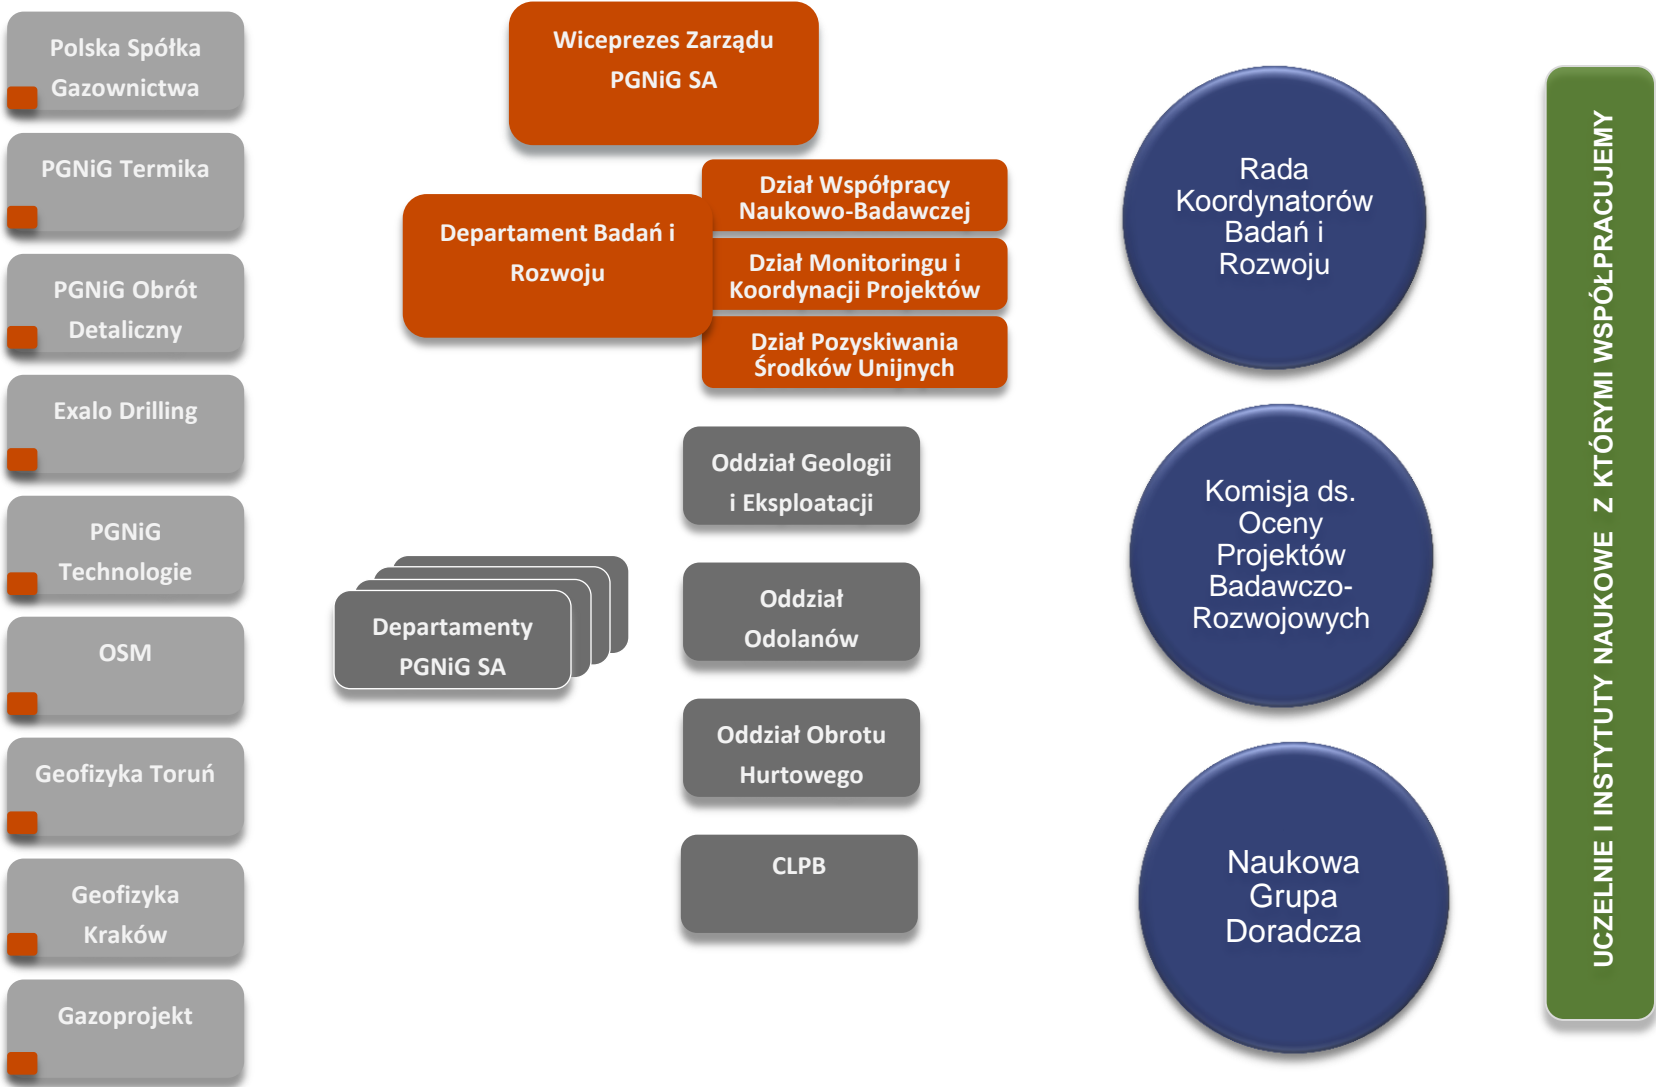 Polska Spółka
Gazownictwa
PGNiG Termika
PGNiG Obrót
Detaliczny
Exalo Drilling
PGNiG
Technologie
OSM
Geofizyka Toruń
Geofizyka
Kraków
Gazoprojekt
Wiceprezes Zarządu
PGNiG SA
Departament Badań i
Rozwoju
Dział Współpracy
Naukowo-Badawczej
Dział Monitoringu i
Koordynacji Projektów
Dział Pozyskiwania
Środków Unijnych
Departamenty
PGNiG SA
Oddział Geologii
i Eksploatacji
Oddział
Odolanów
Oddział Obrotu
Hurtowego
CLPB
Rada
Koordynatorów
Badań i
Rozwoju
Komisja ds.
Oceny
Projektów
Badawczo-
Rozwojowych
Naukowa
Grupa
Doradcza
UCZELNIE I INSTYTUTY NAUKOWE Z KTÓRYMI WSPÓŁPRACUJEMY